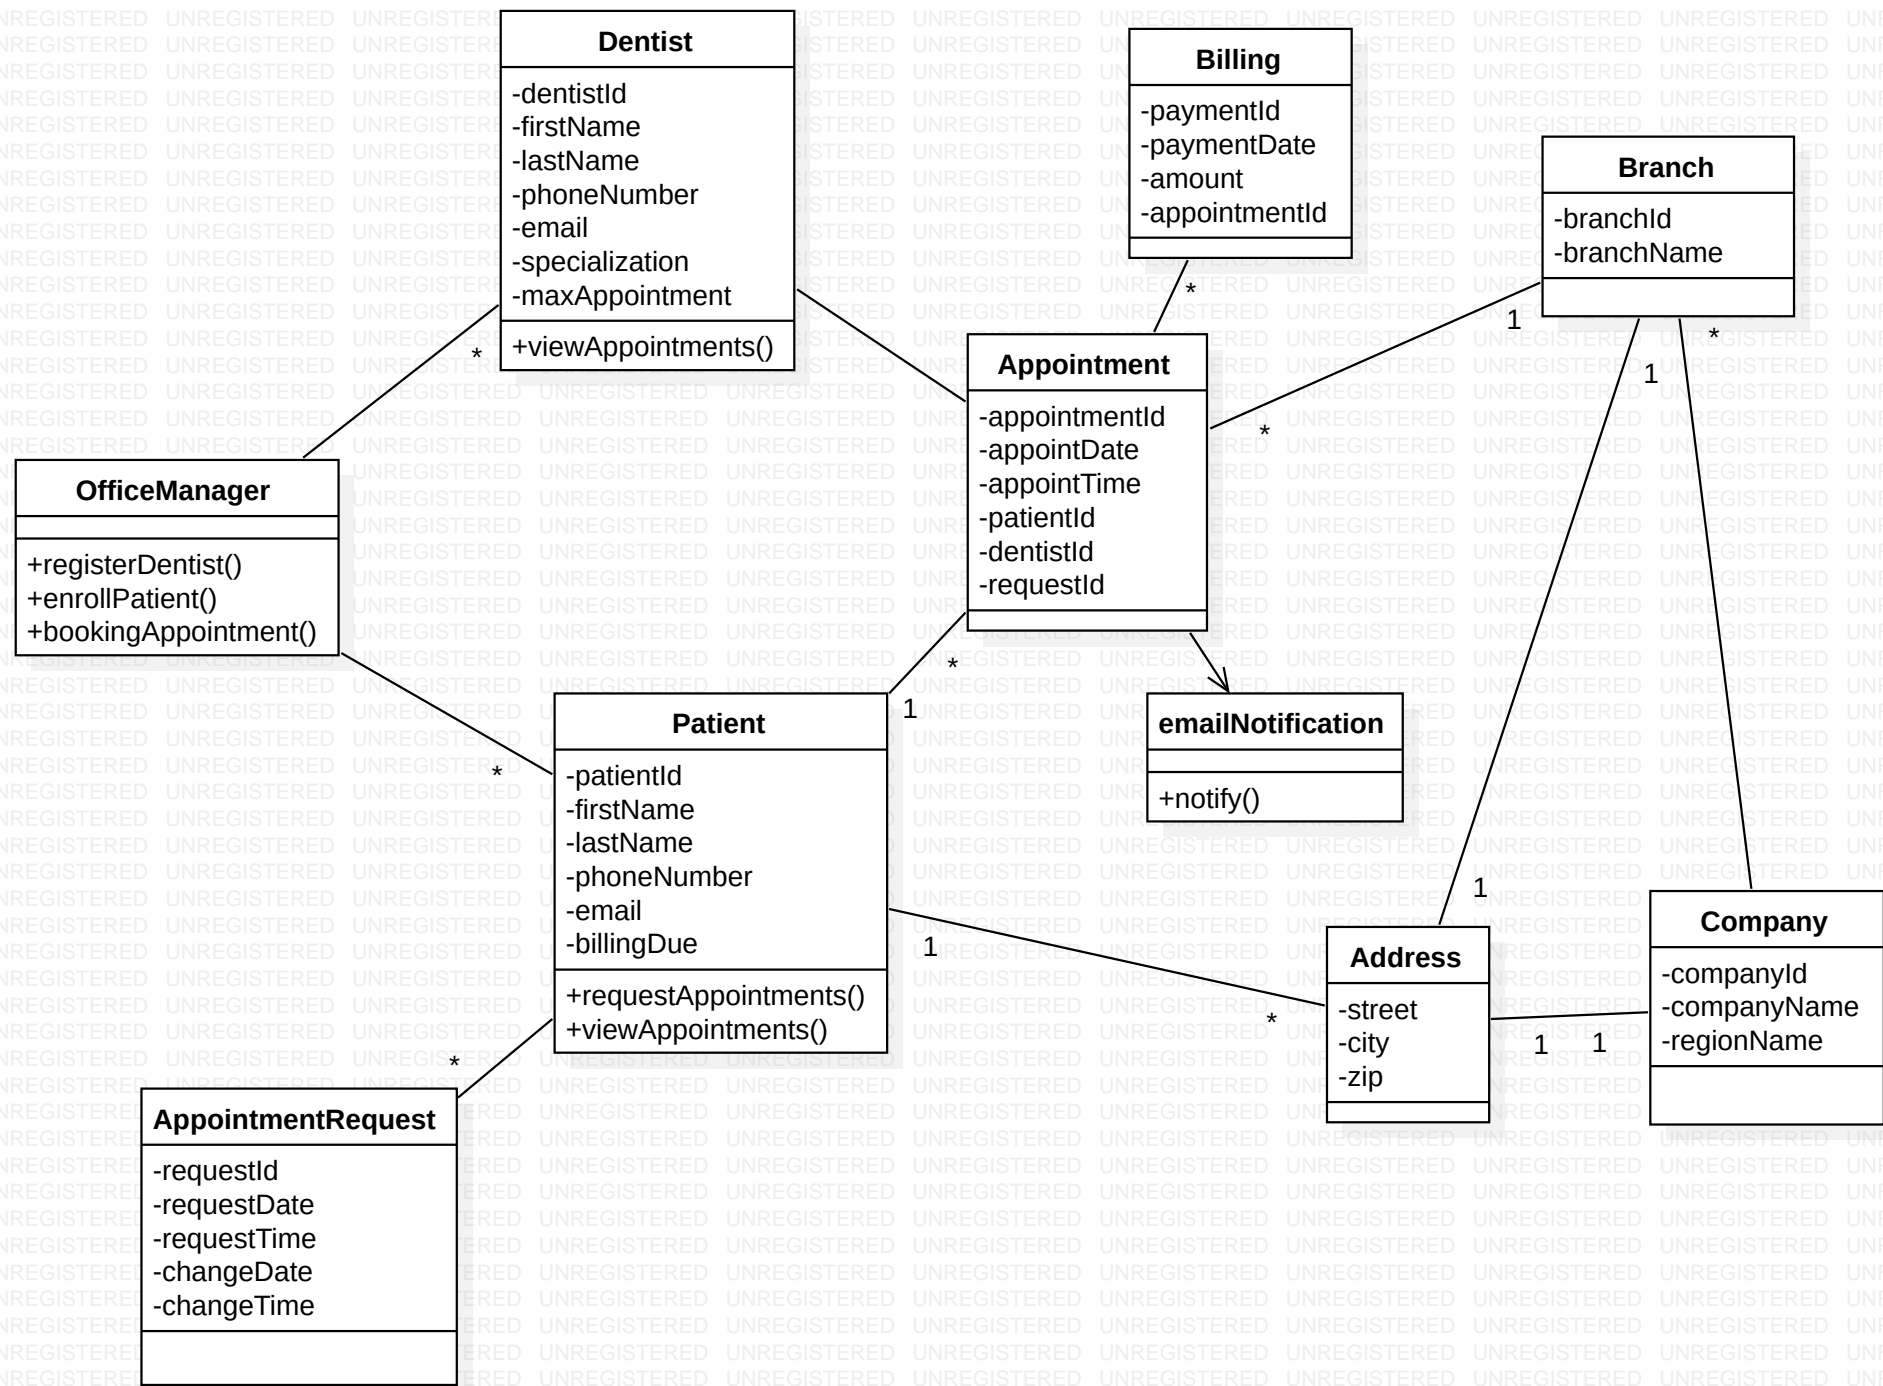 Dentist
-dentistId
-firstName
-lastName
-phoneNumber
-email
-specialization
-maxAppointment
+viewAppointments()
*
Billing
-paymentId
-paymentDate
-amount
-appointmentId
*
Branch
-branchId
-branchName
1
*
1
Appointment
-appointmentId
-appointDate
-appointTime
-patientId
-dentistId
-requestId
*
*
OfficeManager
+registerDentist()
+enrollPatient()
+bookingAppointment()
*
Patient
-patientId
-firstName
-lastName
-phoneNumber
-email
-billingDue
+requestAppointments()
+viewAppointments()
1
1
*
*
emailNotification
+notify()
1
Address
-street
-city
-zip
1
1
Company
-companyId
-companyName
-regionName
AppointmentRequest
-requestId
-requestDate
-requestTime
-changeDate
-changeTime
UNREGISTERED